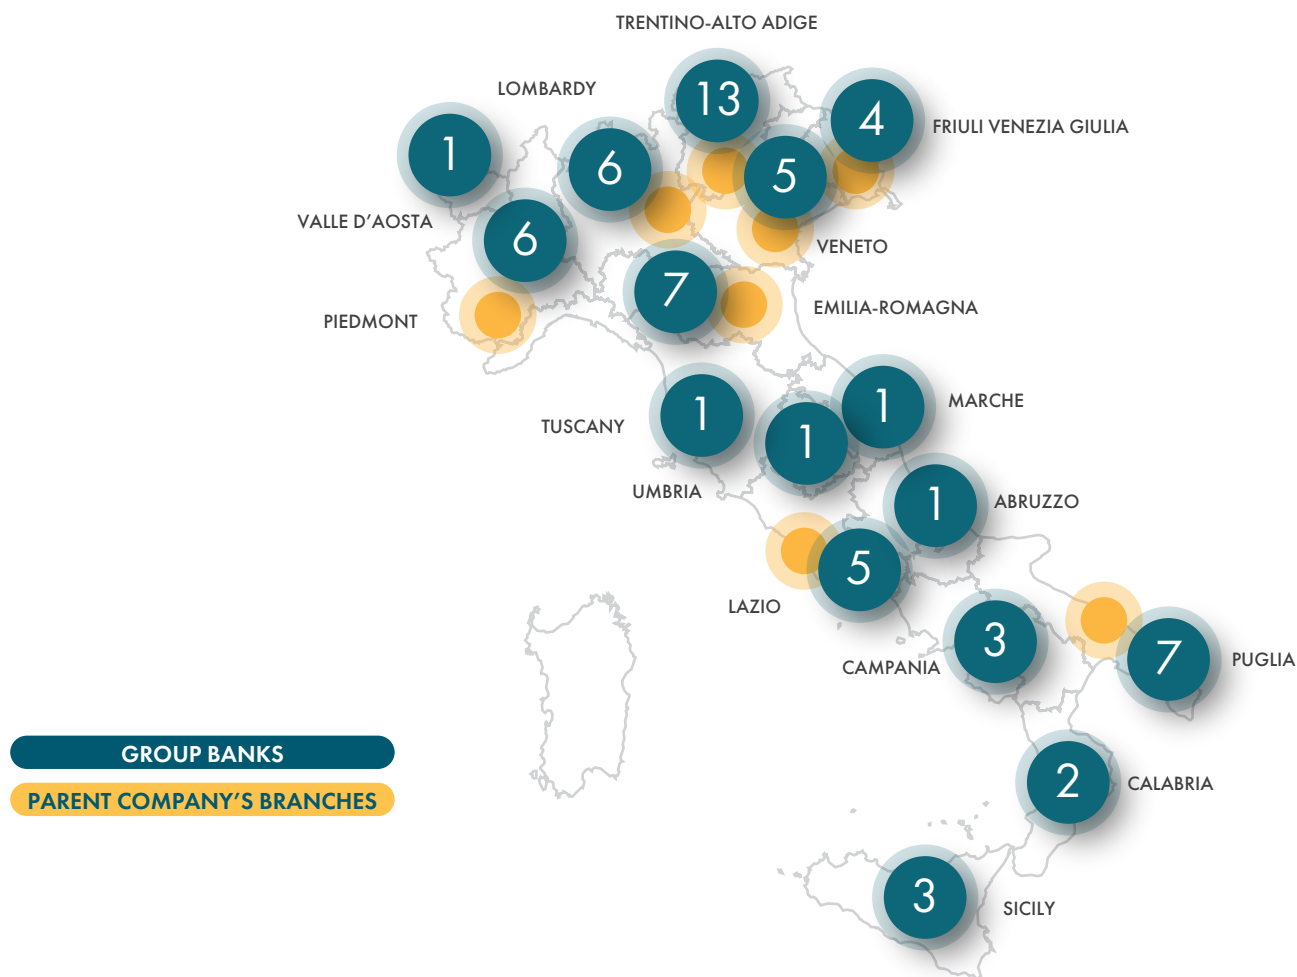 TRENTINO-ALTO ADIGE
13
LOMBARDY
4
FRIULI VENEZIA GIULIA
1
6
5
VALLE D'AOSTA
6
VENETO
7
EMILIA-ROMAGNA
PIEDMONT
1
MARCHE
1
TUSCANY
1
UMBRIA
1
ABRUZZO
5
LAZIO
3
CAMPANIA
7
PUGLIA
GROUP BANKS
2
CALABRIA
PARENT COMPANY'S BRANCHES
3
SICILY